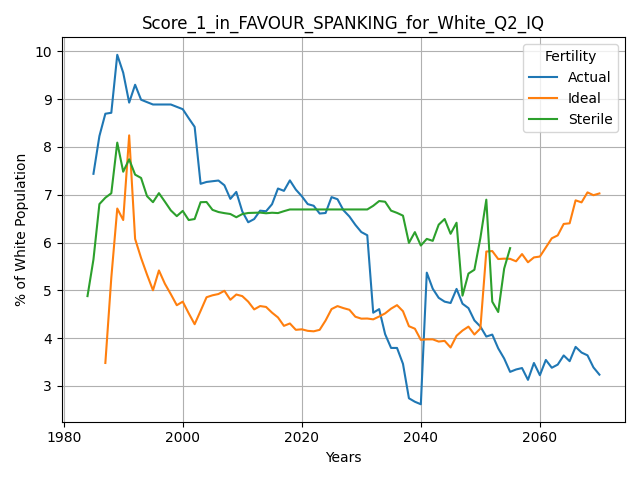 Score_1_in_FAVOUR_SPANKING_for_White_Q2_IQ
10
9
8
7
6
5
4
3
% of White Population
Fertility
Actual
Ideal
Sterile
1980
2000
2020
2040
2060
Years